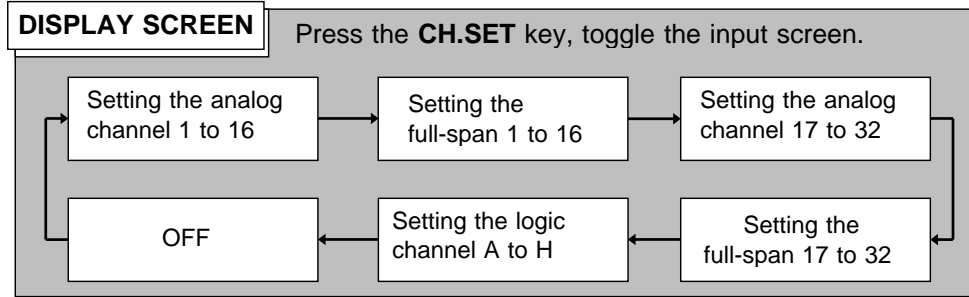 DISPLAY SCREEN
Press the CH.SET key, toggle the input screen.
Setting the analog
channel 1 to 16
Setting the
full-span 1 to 16
Setting the analog
channel 17 to 32
OFF
Setting the logic
channel A to H
Setting the
full-span 17 to 32